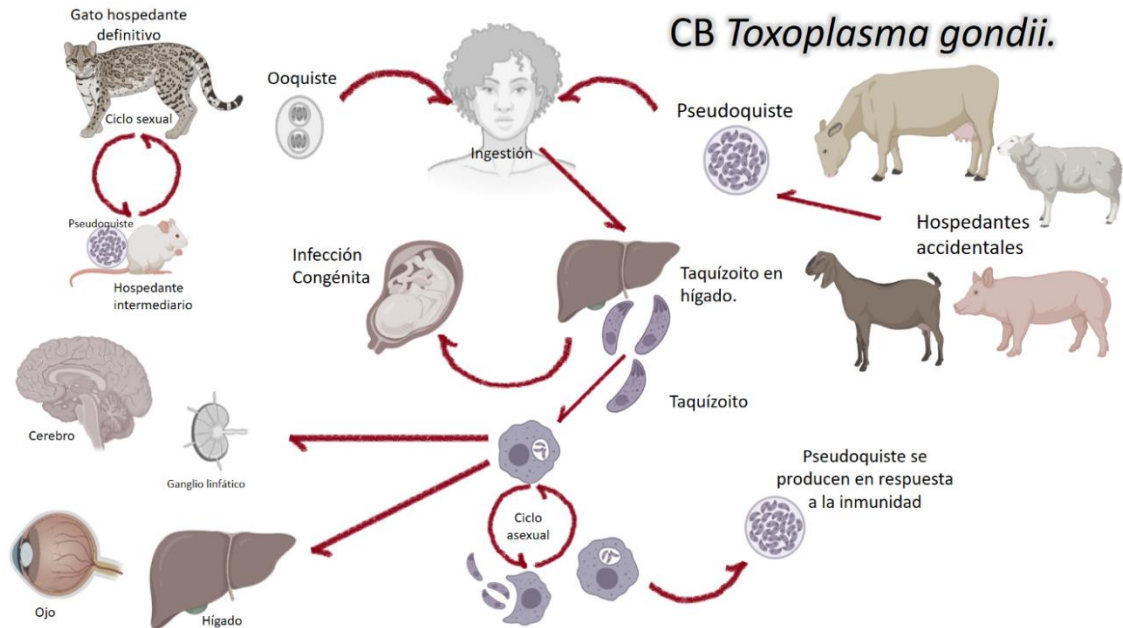 CB Toxoplasma gondii.
Gato hospedante
definitivo
Ciclo sexual
Pseudoquiste
Hospedante
intermediario
Ooquiste
Ingestión
Pseudoquiste
Hospedantes
accidentales
Infección
Congénita
Taquízoito en
hígado.
Taquízoito
Cerebro
Ganglio linfático
Ojo
Hígado
Ciclo
asexual
Pseudoquiste se
producen en respuesta
a la inmunidad